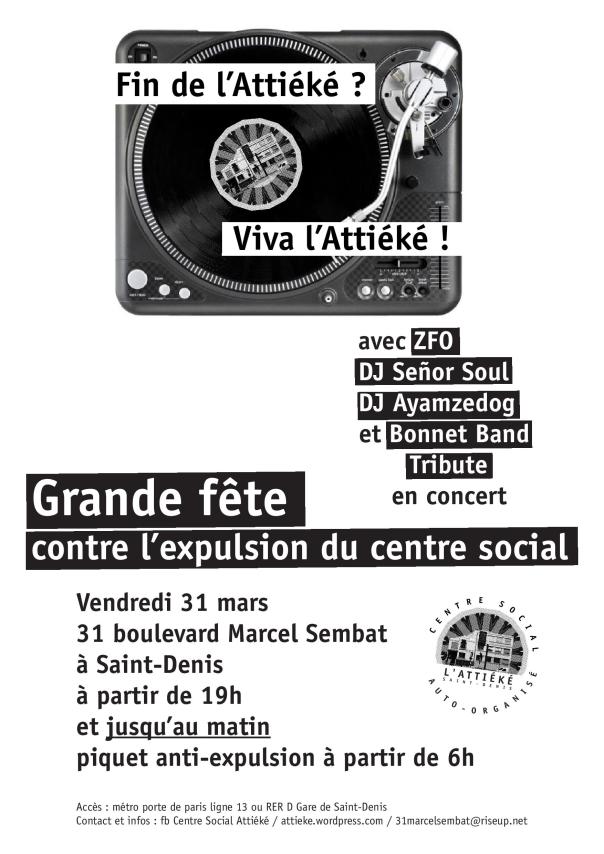 Fin de l'Attiéké ?
Viva l'Attiéké !
avec ZFO
DJ Señor Soul
DJ Ayamzedog
et Bonnet Band
Tribute
en concert
Grande fête
contre l'expulsion du centre social
Vendredi 31 mars
31 boulevard Marcel Sembat
à Saint-Denis
à partir de 19h
et jusqu'au matin
piquet anti-expulsion à partir de 6h
CENTRE SOCIAL
L'ATTIÉKÉ
SAINT-DENIS
AUTO-ORGANISÉ
Accès : métro porte de paris ligne 13 ou RER D Gare de Saint-Denis
Contact et infos : fb Centre Social Attiéké / attieke.wordpress.com / 31marcelsembat@riseup.net